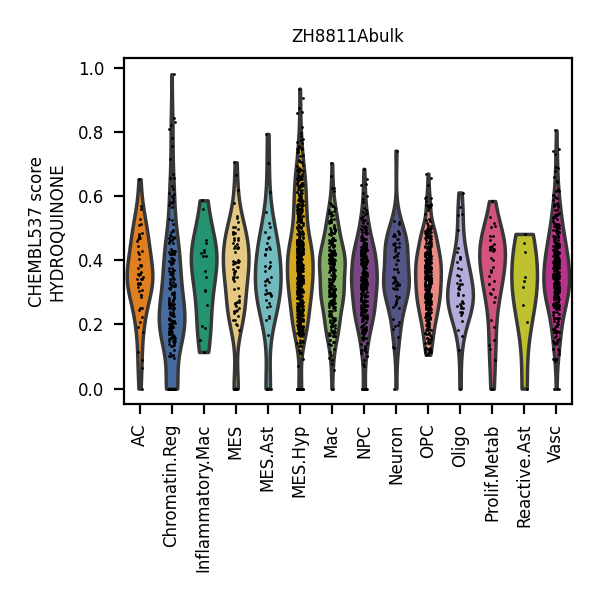 ZH8811Abulk
CHEMBL537 score
HYDROQUINONE
1.0
0.8
0.6
0.4
0.2
0.0
AC
Chromatin.Reg
Inflammatory.Mac
MES
MES.Ast
MES.Hyp
Mac
NPC
Neuron
OPC
Oligo
Prolif.Metab
Reactive.Ast
Vasc